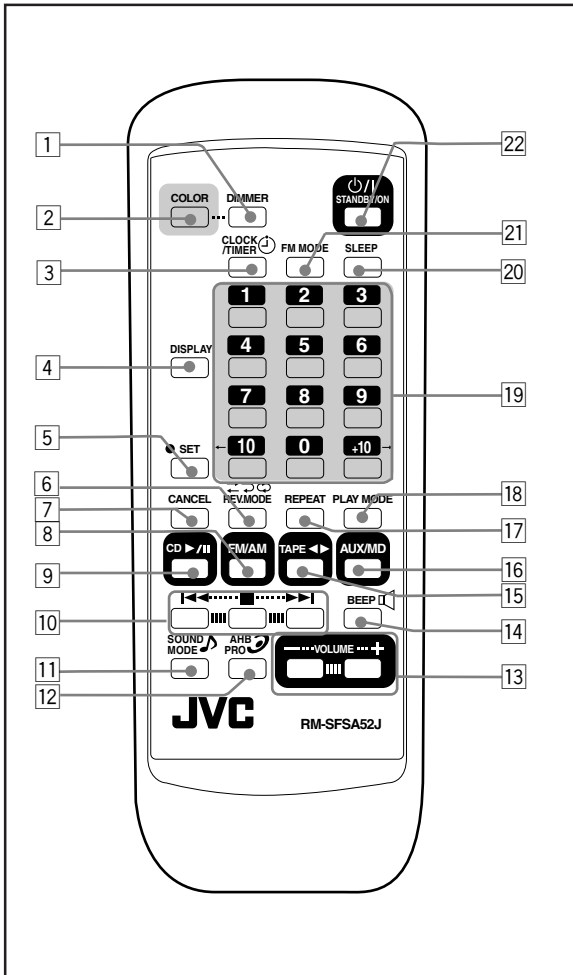 1
22
⏻/I
COLOR DIMMER STANDBY/ON
2
21
CLOCK
/TIMER FM MODE SLEEP
3
20
1 2 3
DISPLAY 4 5 6
4
19
7 8 9
5
SET ← 10 0 +10 →
6
18
CANCEL REV.MODE REPEAT PLAY MODE
7
17
8
CD ►/II FM/AM TAPE ◄► AUX/MD
9
16
15
I◄◄ ■ ►►I BEEP
10
14
SOUND
MODE AHB
PRO − VOLUME +
11
12
13
JVC RM-SFSA52J